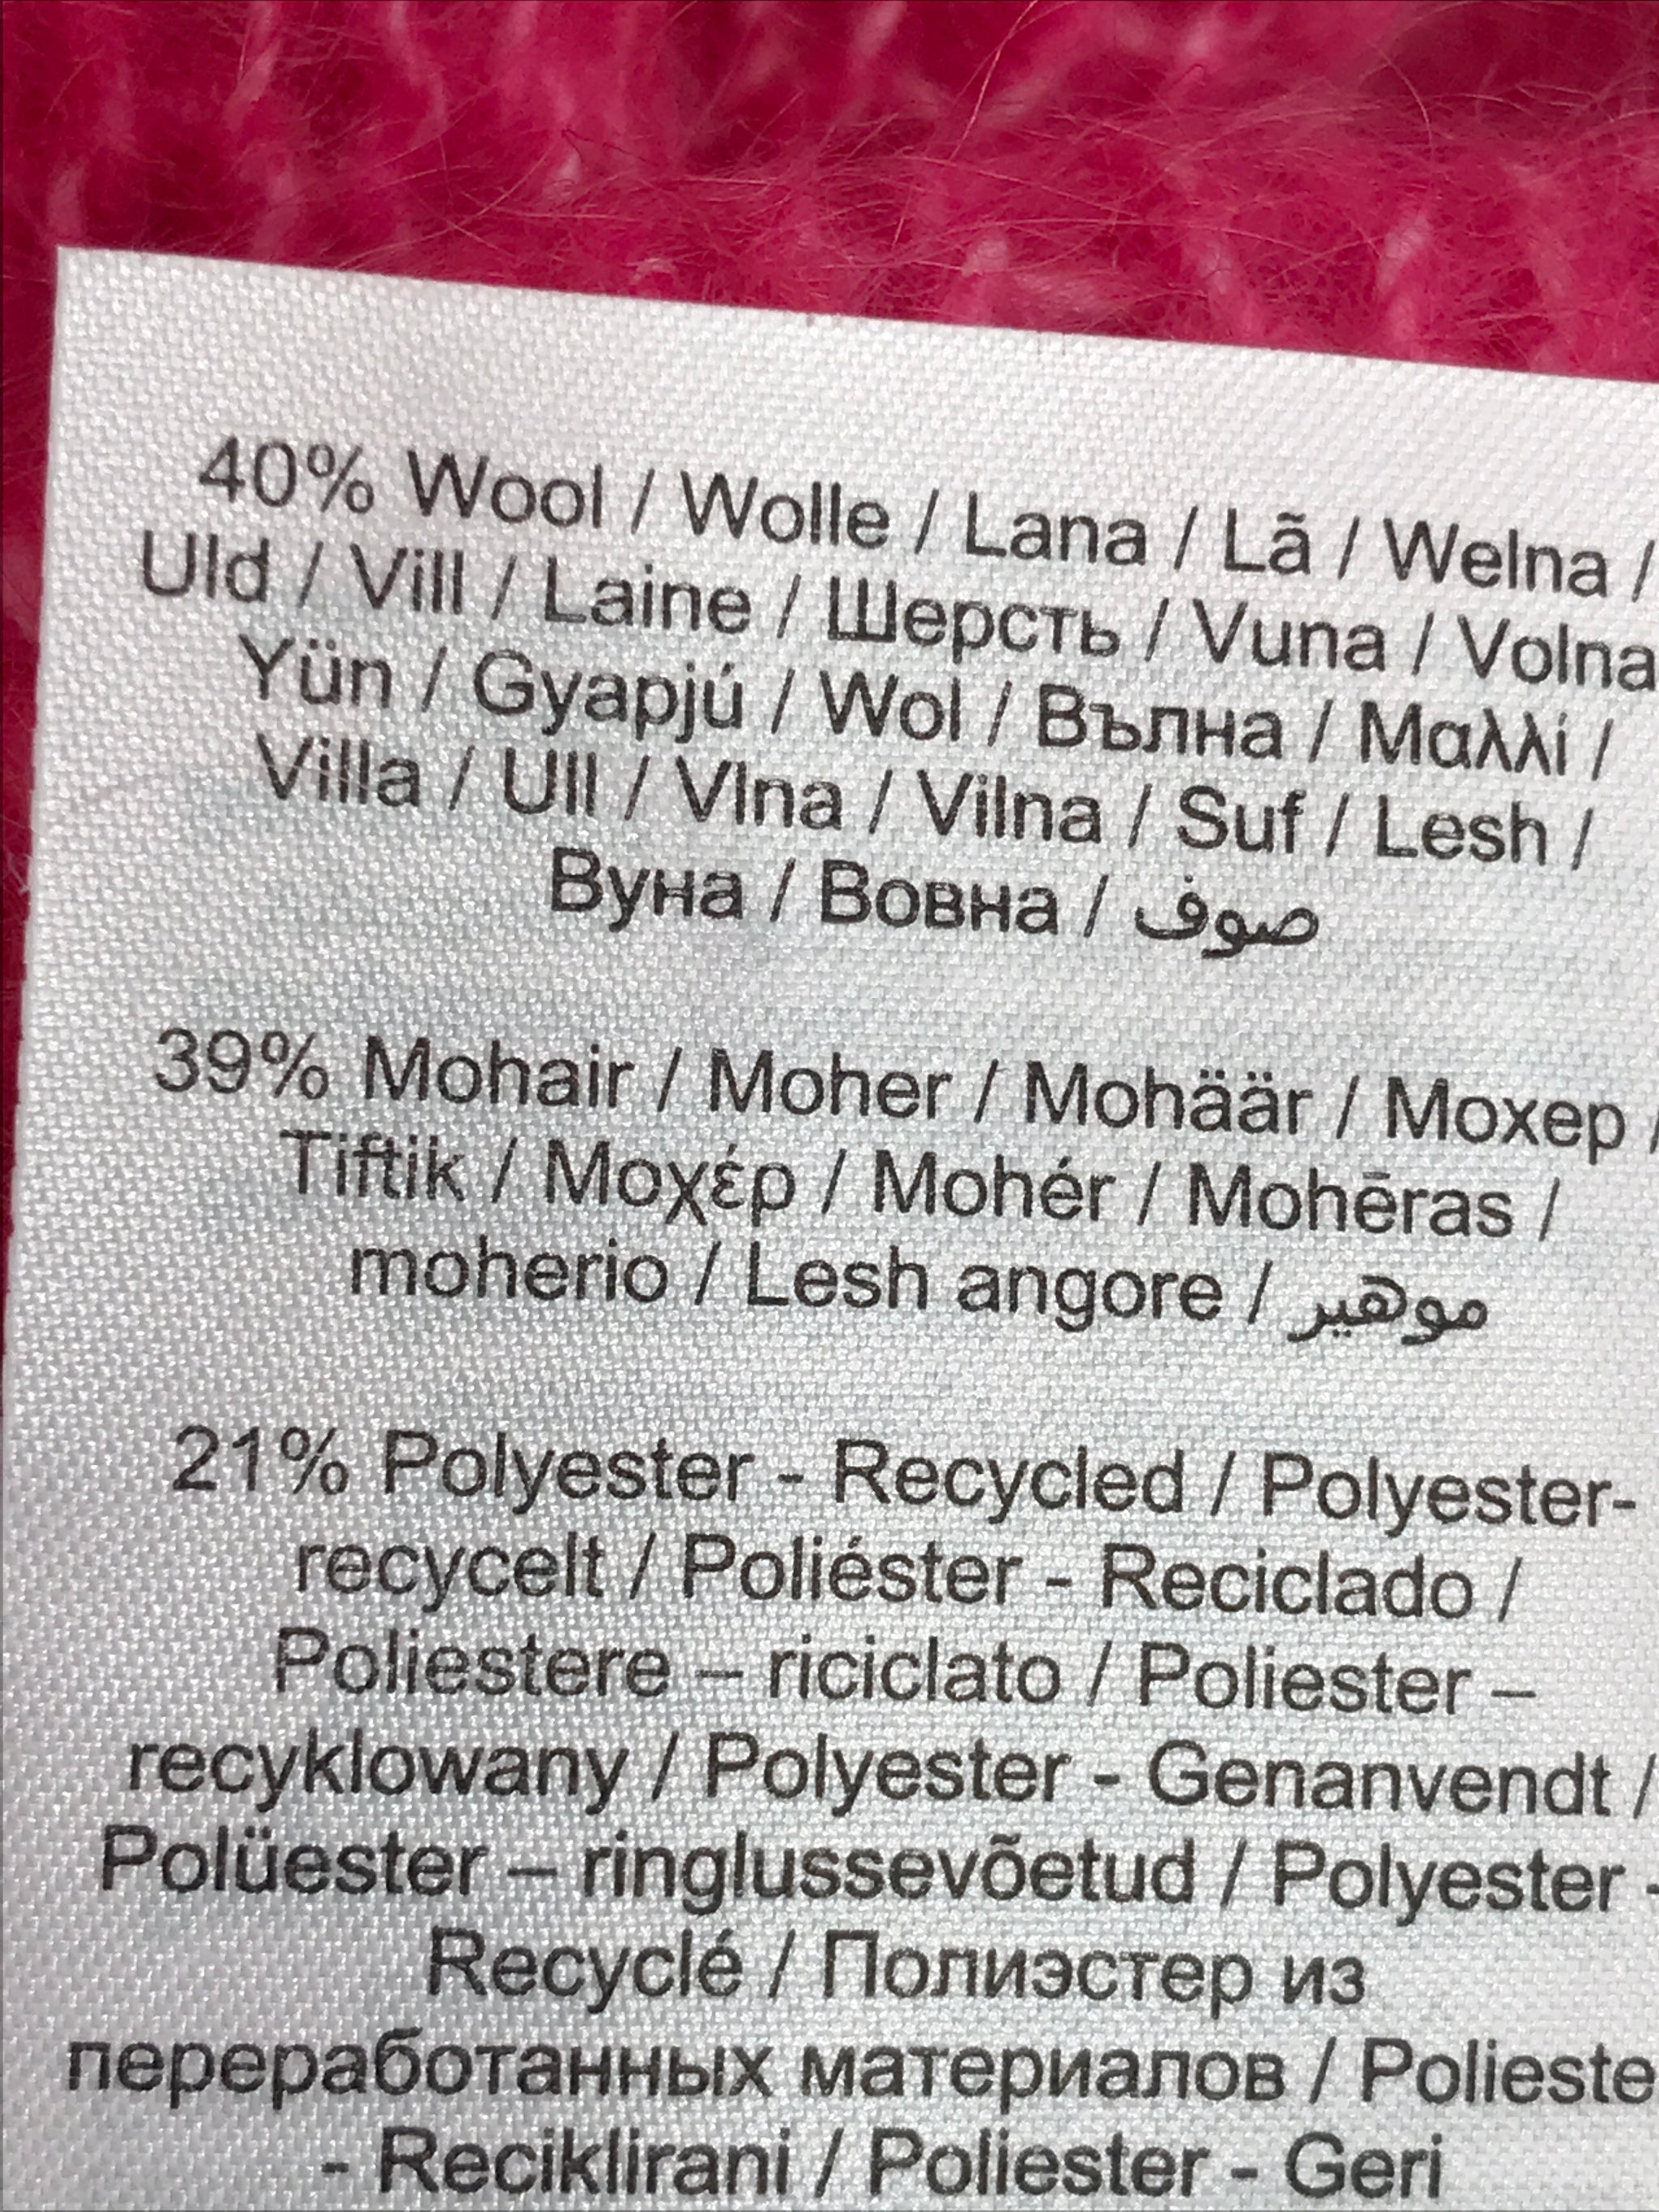 40% Wool / Wolle / Lana / Lã / Welna /
Uld / Vill / Laine / Шерсть / Vuna / Volna
Yün / Gyapjú / Wol / Вълна / Μαλλί /
Villa / Ull / Vlna / Vilna / Suf / Lesh /
Вуна / Вовна / صوف
39% Mohair / Moher / Mohäär / Мохер /
Tiftik / Μοχέρ / Mohér / Mohēras /
moherio / Lesh angore / موهير
21% Polyester - Recycled / Polyester-
recycelt / Poliéster - Reciclado /
Poliestere – riciclato / Poliester –
recyklowany / Polyester - Genanvendt /
Polüester – ringlussevõetud / Polyester -
Recyclé / Полиэстер из
переработанных материалов / Polieste
- Reciklirani / Poliester - Geri